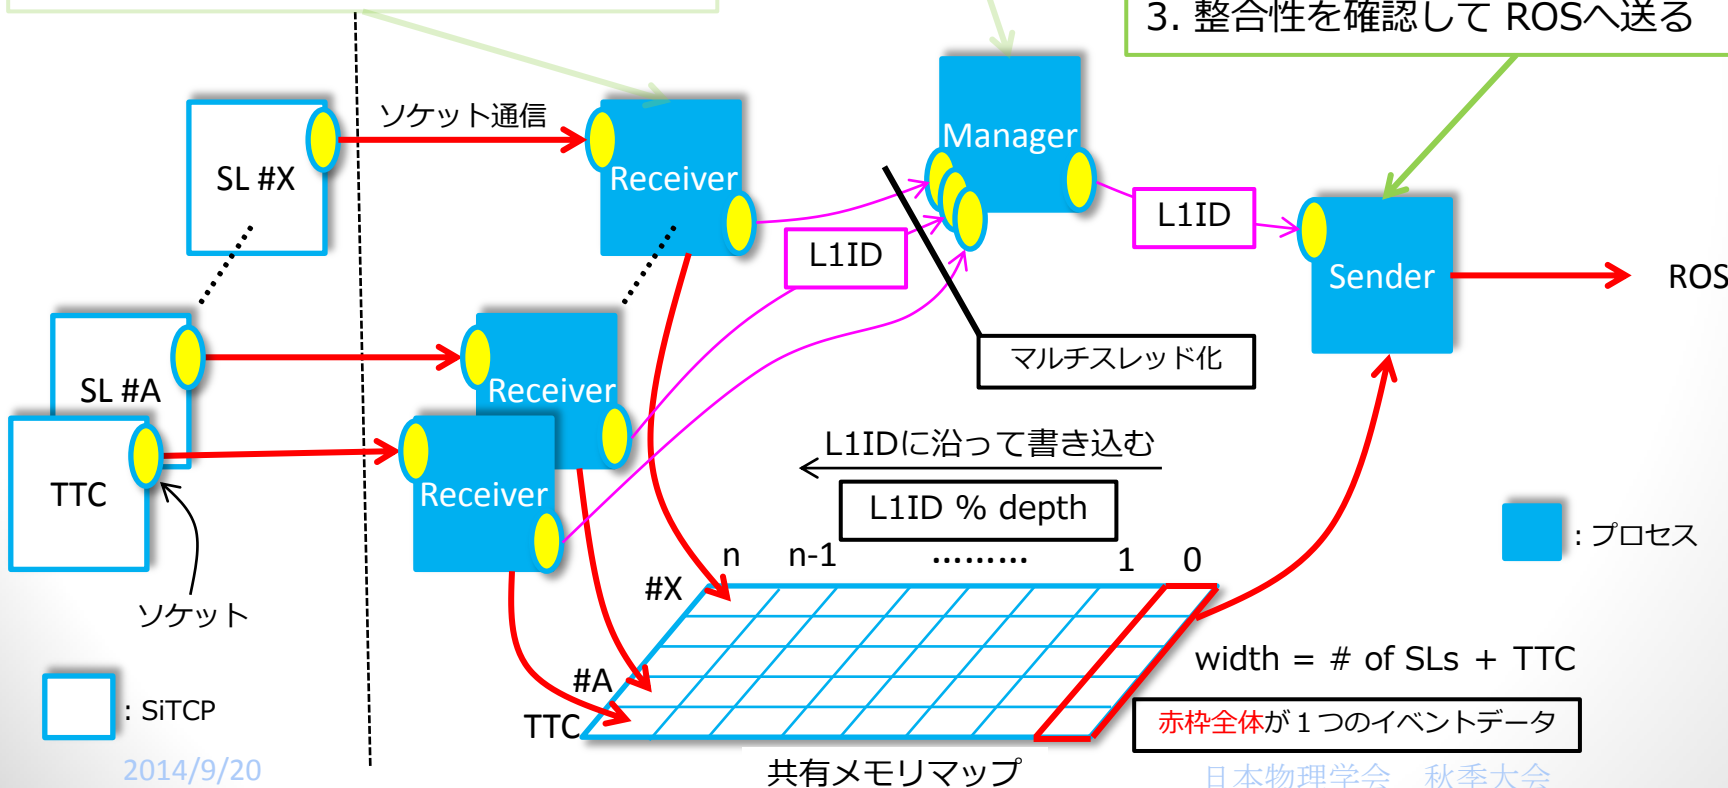 3. 整合性を確認して ROSへ送る
ソケット通信
SL #X
Receiver
Manager
L1ID
L1ID
Sender
ROS
マルチスレッド化
SL #A
Receiver
TTC
Receiver
ソケット
L1IDに沿って書き込む
L1ID % depth
n n-1 ......... 1 0
#X
#A
TTC
: プロセス
: SiTCP
width = # of SLs + TTC
赤枠全体が1つのイベントデータ
共有メモリマップ
2014/9/20
日本物理学会 秋季大会